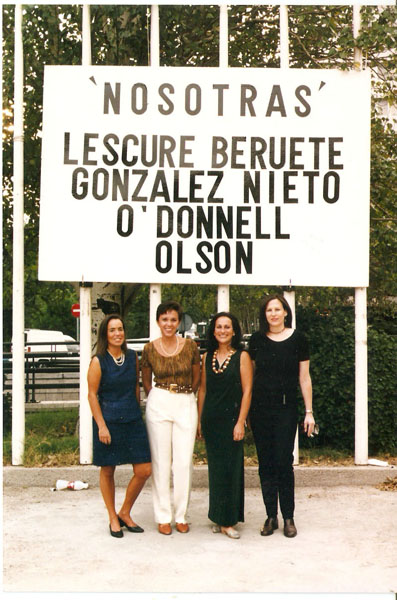 'NOSOTRAS'
LESCURE BERUETE
GONZALEZ NIETO
O'DONNELL
OLSON